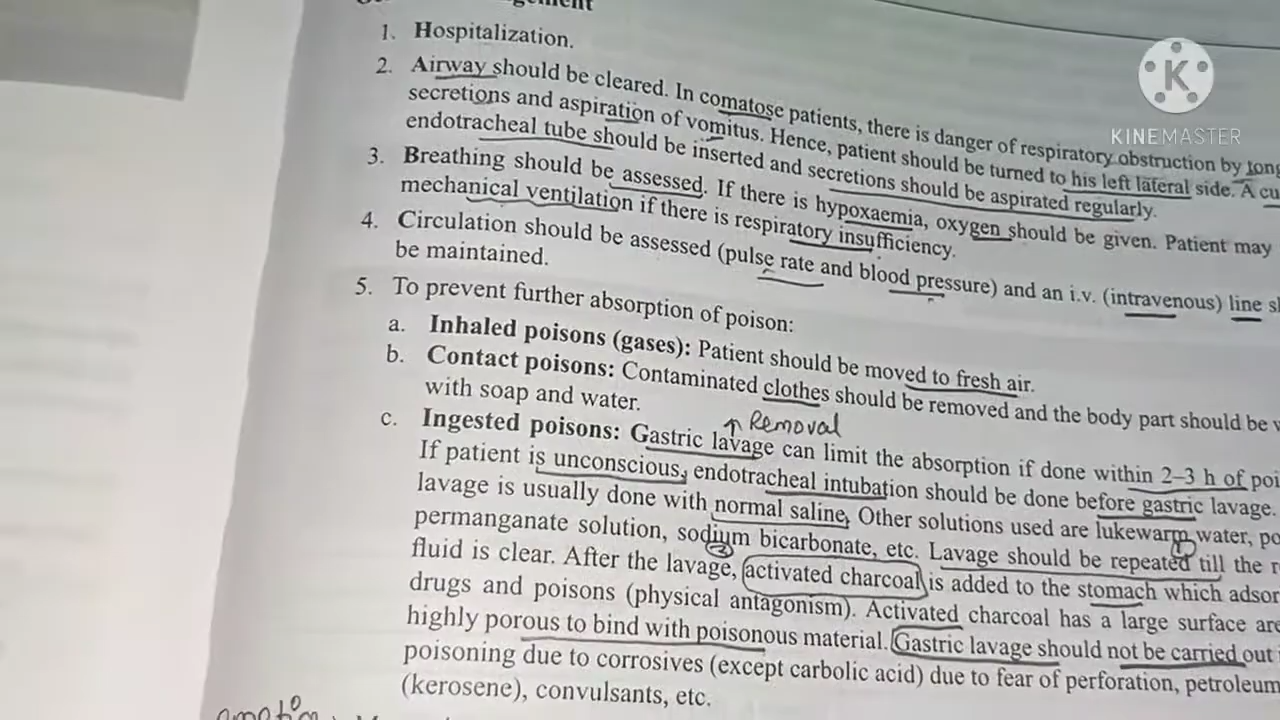 1. Hospitalization.
2. Airway should be cleared. In comatose patients, there is danger of respiratory obstruction by
secretions and aspiration of vomitus. Hence, patient should be turned to his left lateral side. A
endotracheal tube should be inserted and secretions should be aspirated regularly.
3. Breathing should be assessed. If there is hypoxaemia, oxygen should be given. Patient may
mechanical ventilation if there is respiratory insufficiency.
4. Circulation should be assessed (pulse rate and blood pressure) and an i.v. (intravenous) line
be maintained.
5. To prevent further absorption of poison:
a. Inhaled poisons (gases): Patient should be moved to fresh air.
b. Contact poisons: Contaminated clothes should be removed and the body part should be
with soap and water.
↑ Removal
c. Ingested poisons: Gastric lavage can limit the absorption if done within 2–3 h of
If patient is unconscious, endotracheal intubation should be done before gastric lavage.
lavage is usually done with normal saline. Other solutions used are lukewarm water,
permanganate solution, sodium bicarbonate, etc. Lavage should be repeated till the
fluid is clear. After the lavage, activated charcoal is added to the stomach which
drugs and poisons (physical antagonism). Activated charcoal has a large surface
highly porous to bind with poisonous material. Gastric lavage should not be carried out
poisoning due to corrosives (except carbolic acid) due to fear of perforation, petroleum
(kerosene), convulsants, etc.
K
KINEMASTER